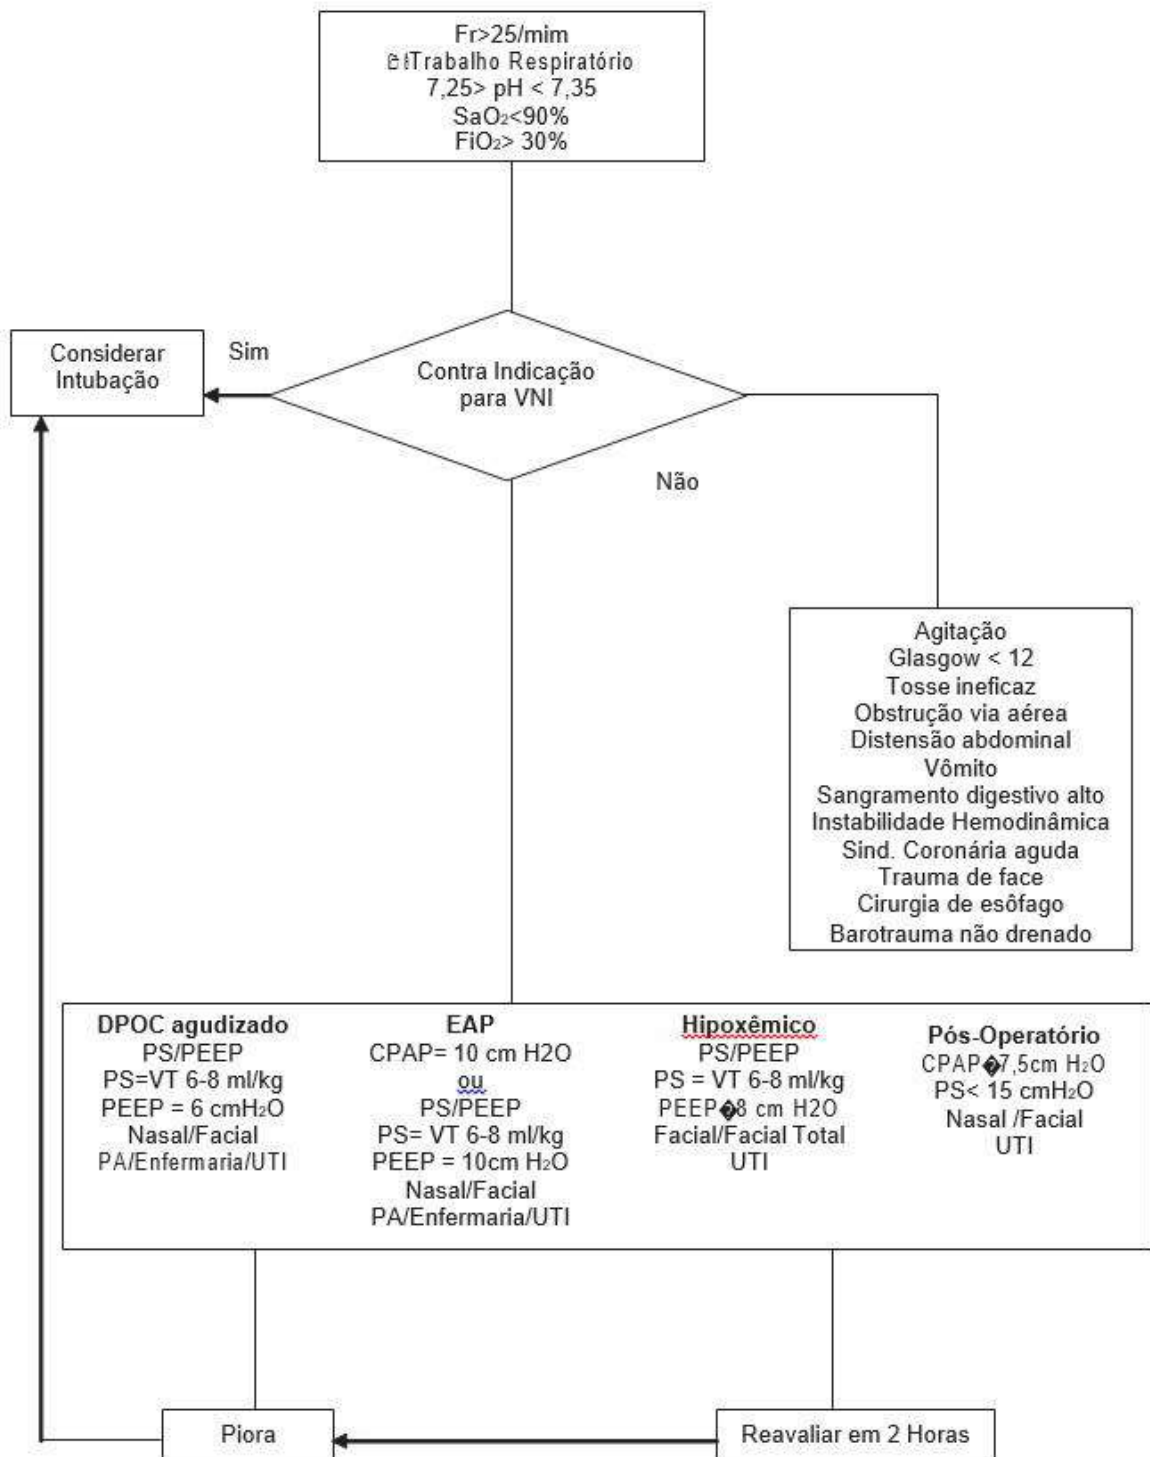 Fr>25/mim
Trabalho Respiratório
7,25> pH < 7,35
SaO₂<90%
FiO₂> 30%
Considerar
Intubação
Sim
Contra Indicação
para VNI
Não
Agitação
Glasgow < 12
Tosse ineficaz
Obstrução via aérea
Distensão abdominal
Vômito
Sangramento digestivo alto
Instabilidade Hemodinâmica
Sind. Coronária aguda
Trauma de face
Cirurgia de esôfago
Barotrauma não drenado
DPOC agudizado
PS/PEEP
PS=VT 6-8 ml/kg
PEEP = 6 cmH₂O
Nasal/Facial
PA/Enfermaria/UTI
EAP
CPAP= 10 cm H2O
ou
PS/PEEP
PS= VT 6-8 ml/kg
PEEP = 10cm H₂O
Nasal/Facial
PA/Enfermaria/UTI
Hipoxêmico
PS/PEEP
PS = VT 6-8 ml/kg
PEEP�8 cm H2O
Facial/Facial Total
UTI
Pós-Operatório
CPAP�7,5cm H₂O
PS< 15 cmH₂O
Nasal /Facial
UTI
Piora
Reavaliar em 2 Horas